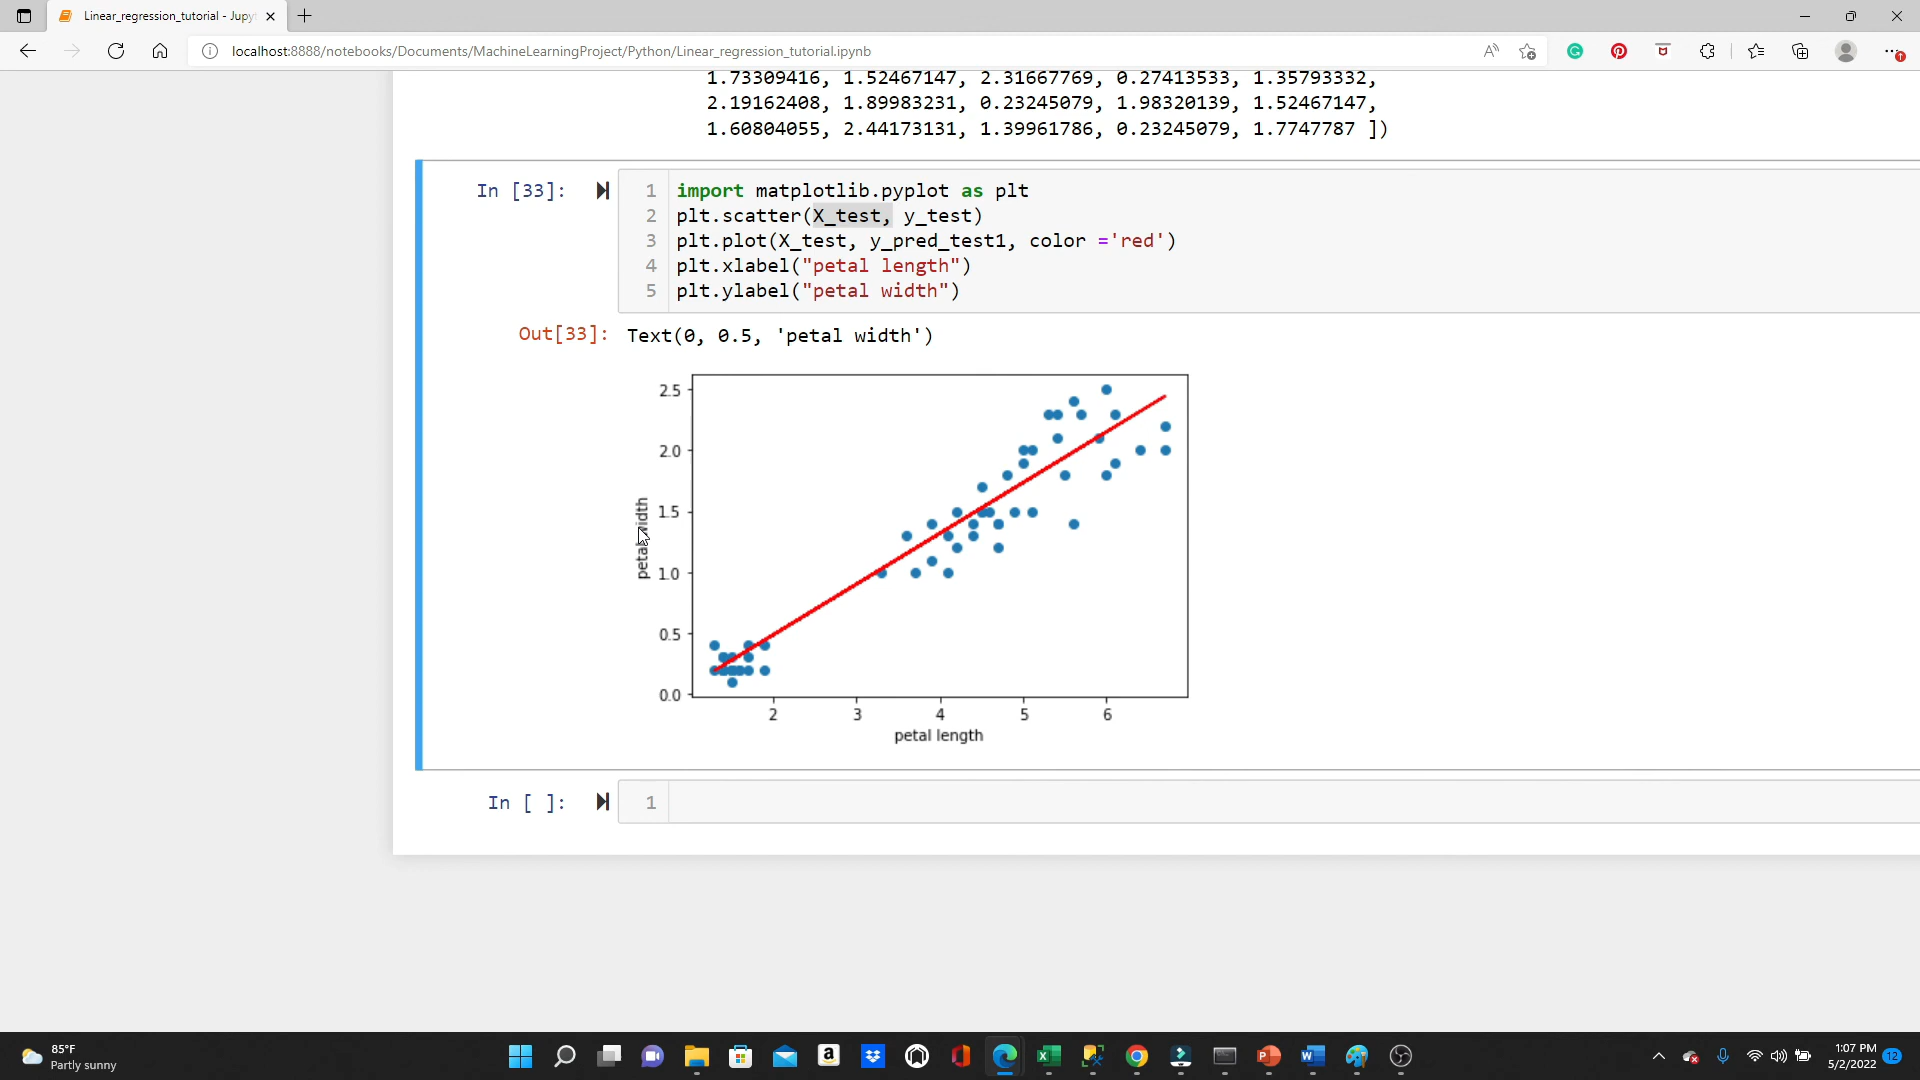 Linear_regression_tutorial - Jupy
localhost:8888/notebooks/Documents/MachineLearningProject/Python/Linear_regression_tutorial.ipynb
1.73309416, 1.52467147, 2.31667769, 0.27413533, 1.35793332,
2.19162408, 1.89983231, 0.23245079, 1.98320139, 1.52467147,
1.60804055, 2.44173131, 1.39961786, 0.23245079, 1.7747787 ])
In [33]:
1 import matplotlib.pyplot as plt
2 plt.scatter(X_test, y_test)
3 plt.plot(X_test, y_pred_test1, color ='red')
4 plt.xlabel("petal length")
5 plt.ylabel("petal width")
Out[33]: Text(0, 0.5, 'petal width')
2.5
2.0
1.5
1.0
0.5
0.0
petal width
2 3 4 5 6
petal length
In [ ]: 1
85°F
Partly sunny
1:07 PM
5/2/2022
12